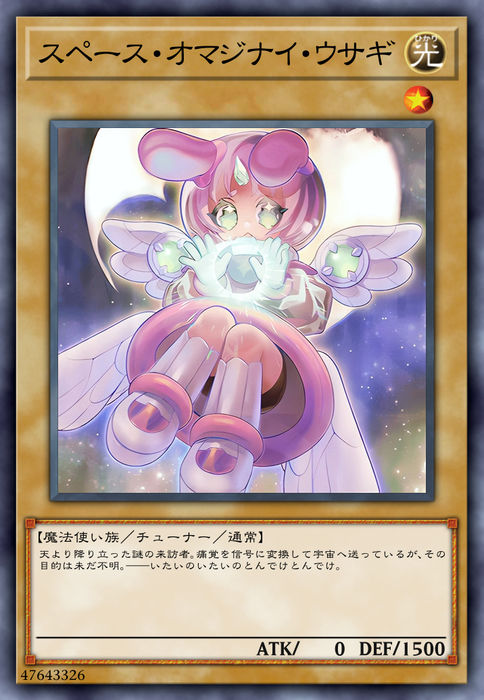 スペース・オマジナイ・ウサギ
ひかり
光
【魔法使い族／チューナー／通常】
天より降り立った謎の来訪者。痛覚を信号に変換して宇宙へ送っているが、その
目的は未だ不明。――いたいのいたいのとんでけとんでけ。
ATK/ 0 DEF/1500
47643326